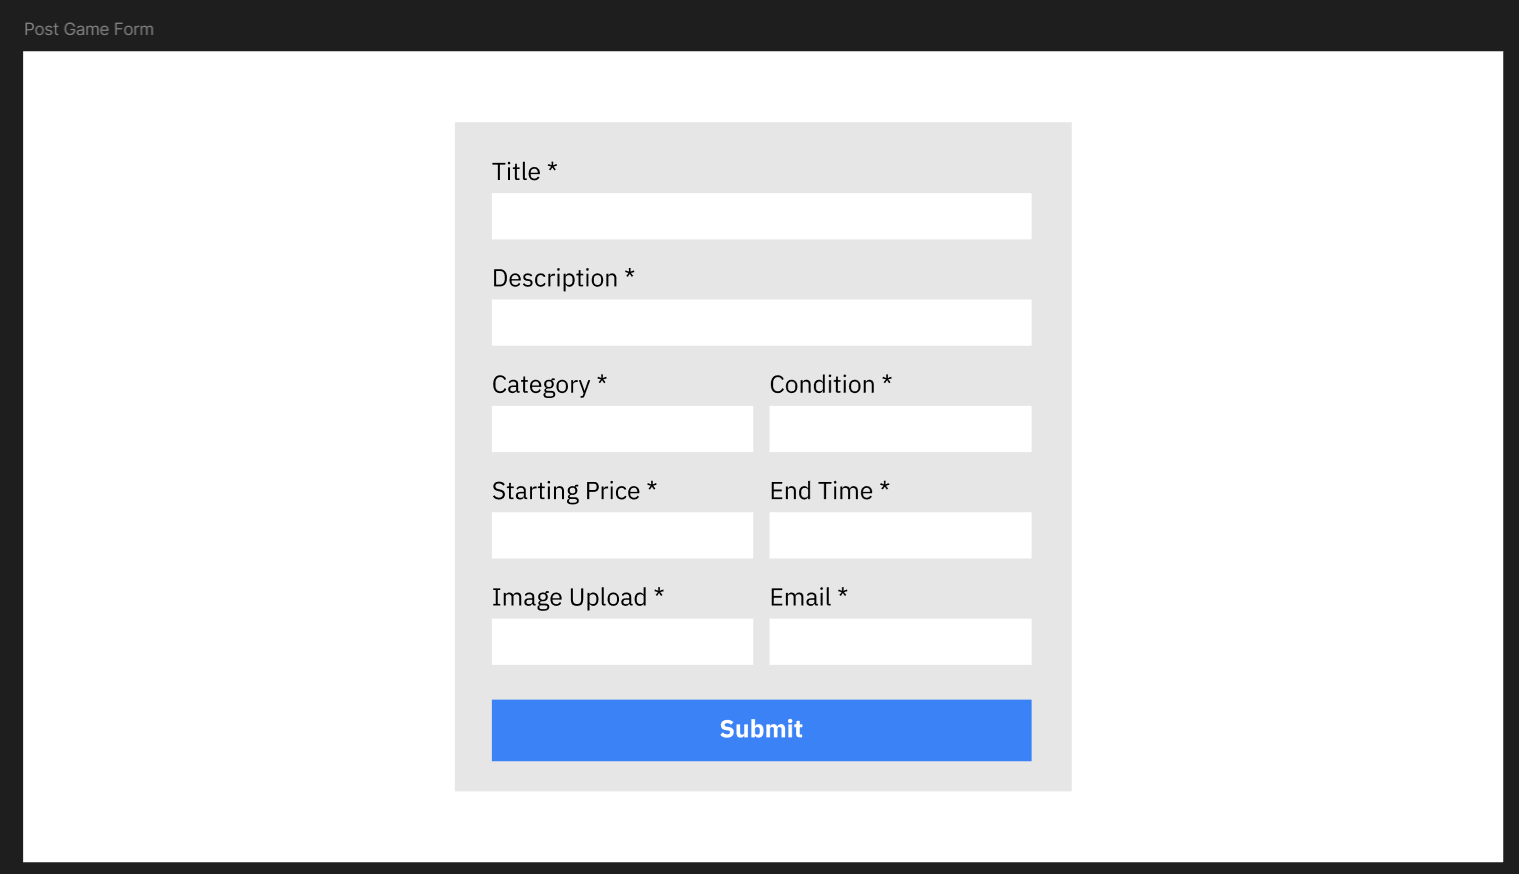 Post Game Form
Title *
Description *
Category *
Condition *
Starting Price *
End Time *
Image Upload *
Email *
Submit